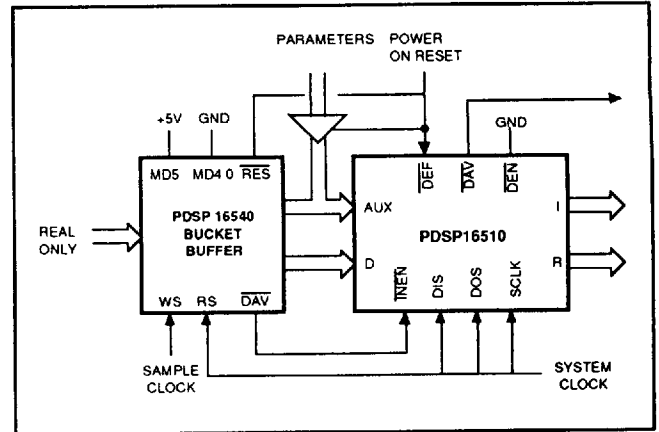 PARAMETERS
POWER
ON RESET
+5V
GND
MD5
MD4 0
RES
PDSP 16540
BUCKET
BUFFER
REAL
ONLY
WS
RS
DAV
SAMPLE
CLOCK
GND
DEF
DAV
DEN
AUX
D
PDSP16510
I
R
INEN
DIS
DOS
SCLK
SYSTEM
CLOCK